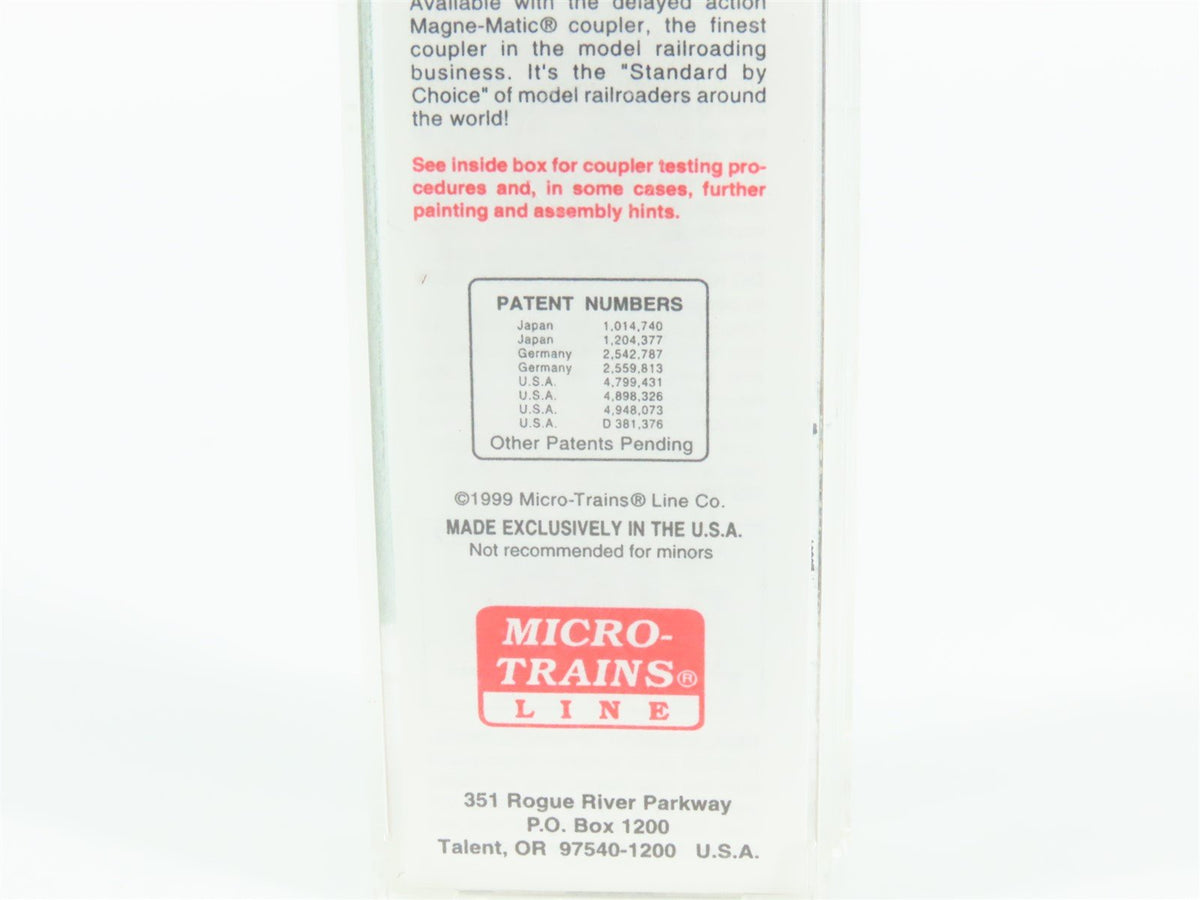 Available with the delayed action
Magne-Matic® coupler, the finest
coupler in the model railroading
business. It's the "Standard by
Choice" of model railroaders around
the world!
See inside box for coupler testing pro-
cedures and, in some cases, further
painting and assembly hints.
PATENT NUMBERS
Japan 1,014,740
Japan 1,204,377
Germany 2,542,787
Germany 2,559,813
U.S.A. 4,799,431
U.S.A. 4,898,326
U.S.A. 4,948,073
U.S.A. D 381,376
Other Patents Pending
©1999 Micro-Trains® Line Co.
MADE EXCLUSIVELY IN THE U.S.A.
Not recommended for minors
MICRO-
TRAINS®
LINE
351 Rogue River Parkway
P.O. Box 1200
Talent, OR 97540-1200 U.S.A.